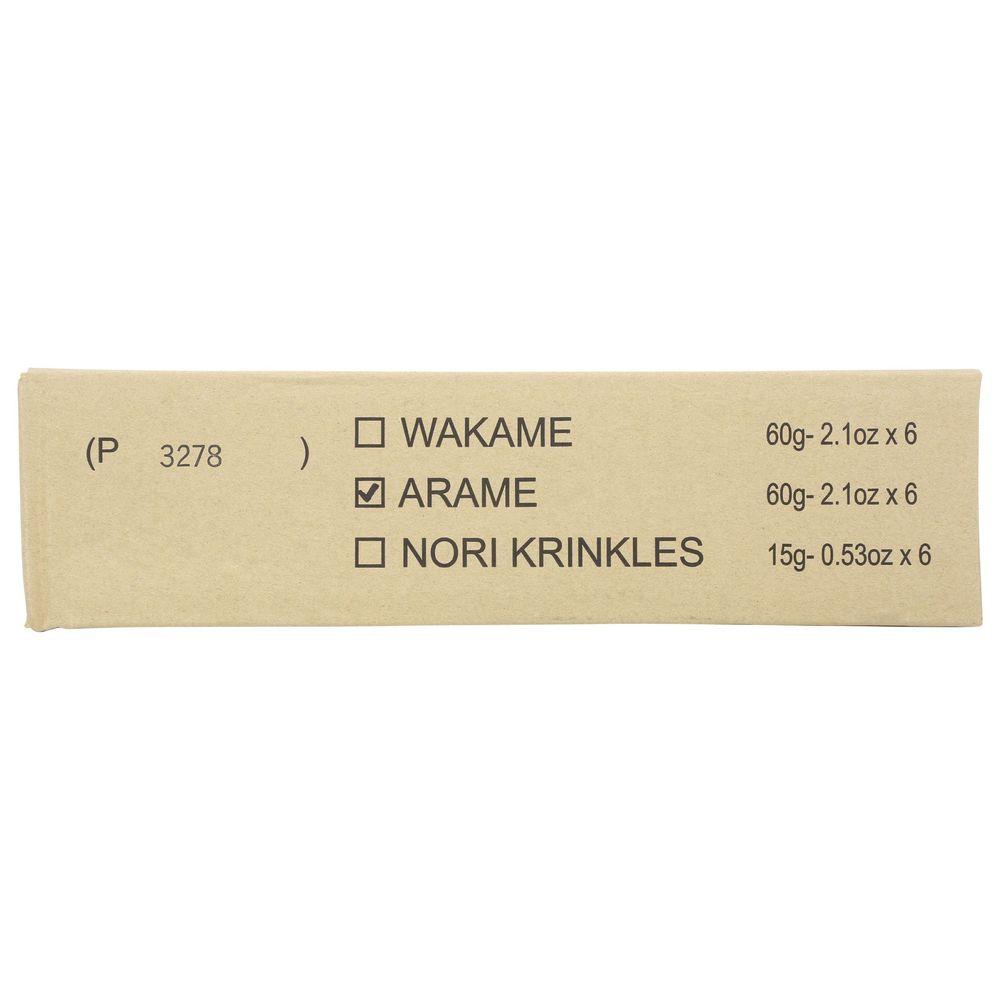 (P 3278 )
☐ WAKAME 60g- 2.1oz x 6
☑ ARAME 60g- 2.1oz x 6
☐ NORI KRINKLES 15g- 0.53oz x 6